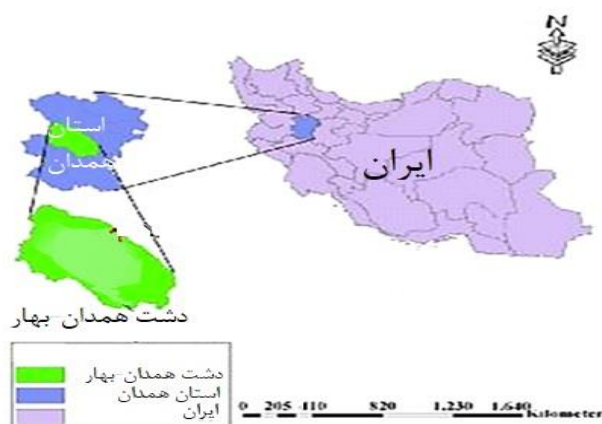 N
استان
همدان
ایران
دشت همدان-بهار
دشت همدان-بهار
استان همدان
ایران
0 205 410 820 1,230 1,640
Kilometer